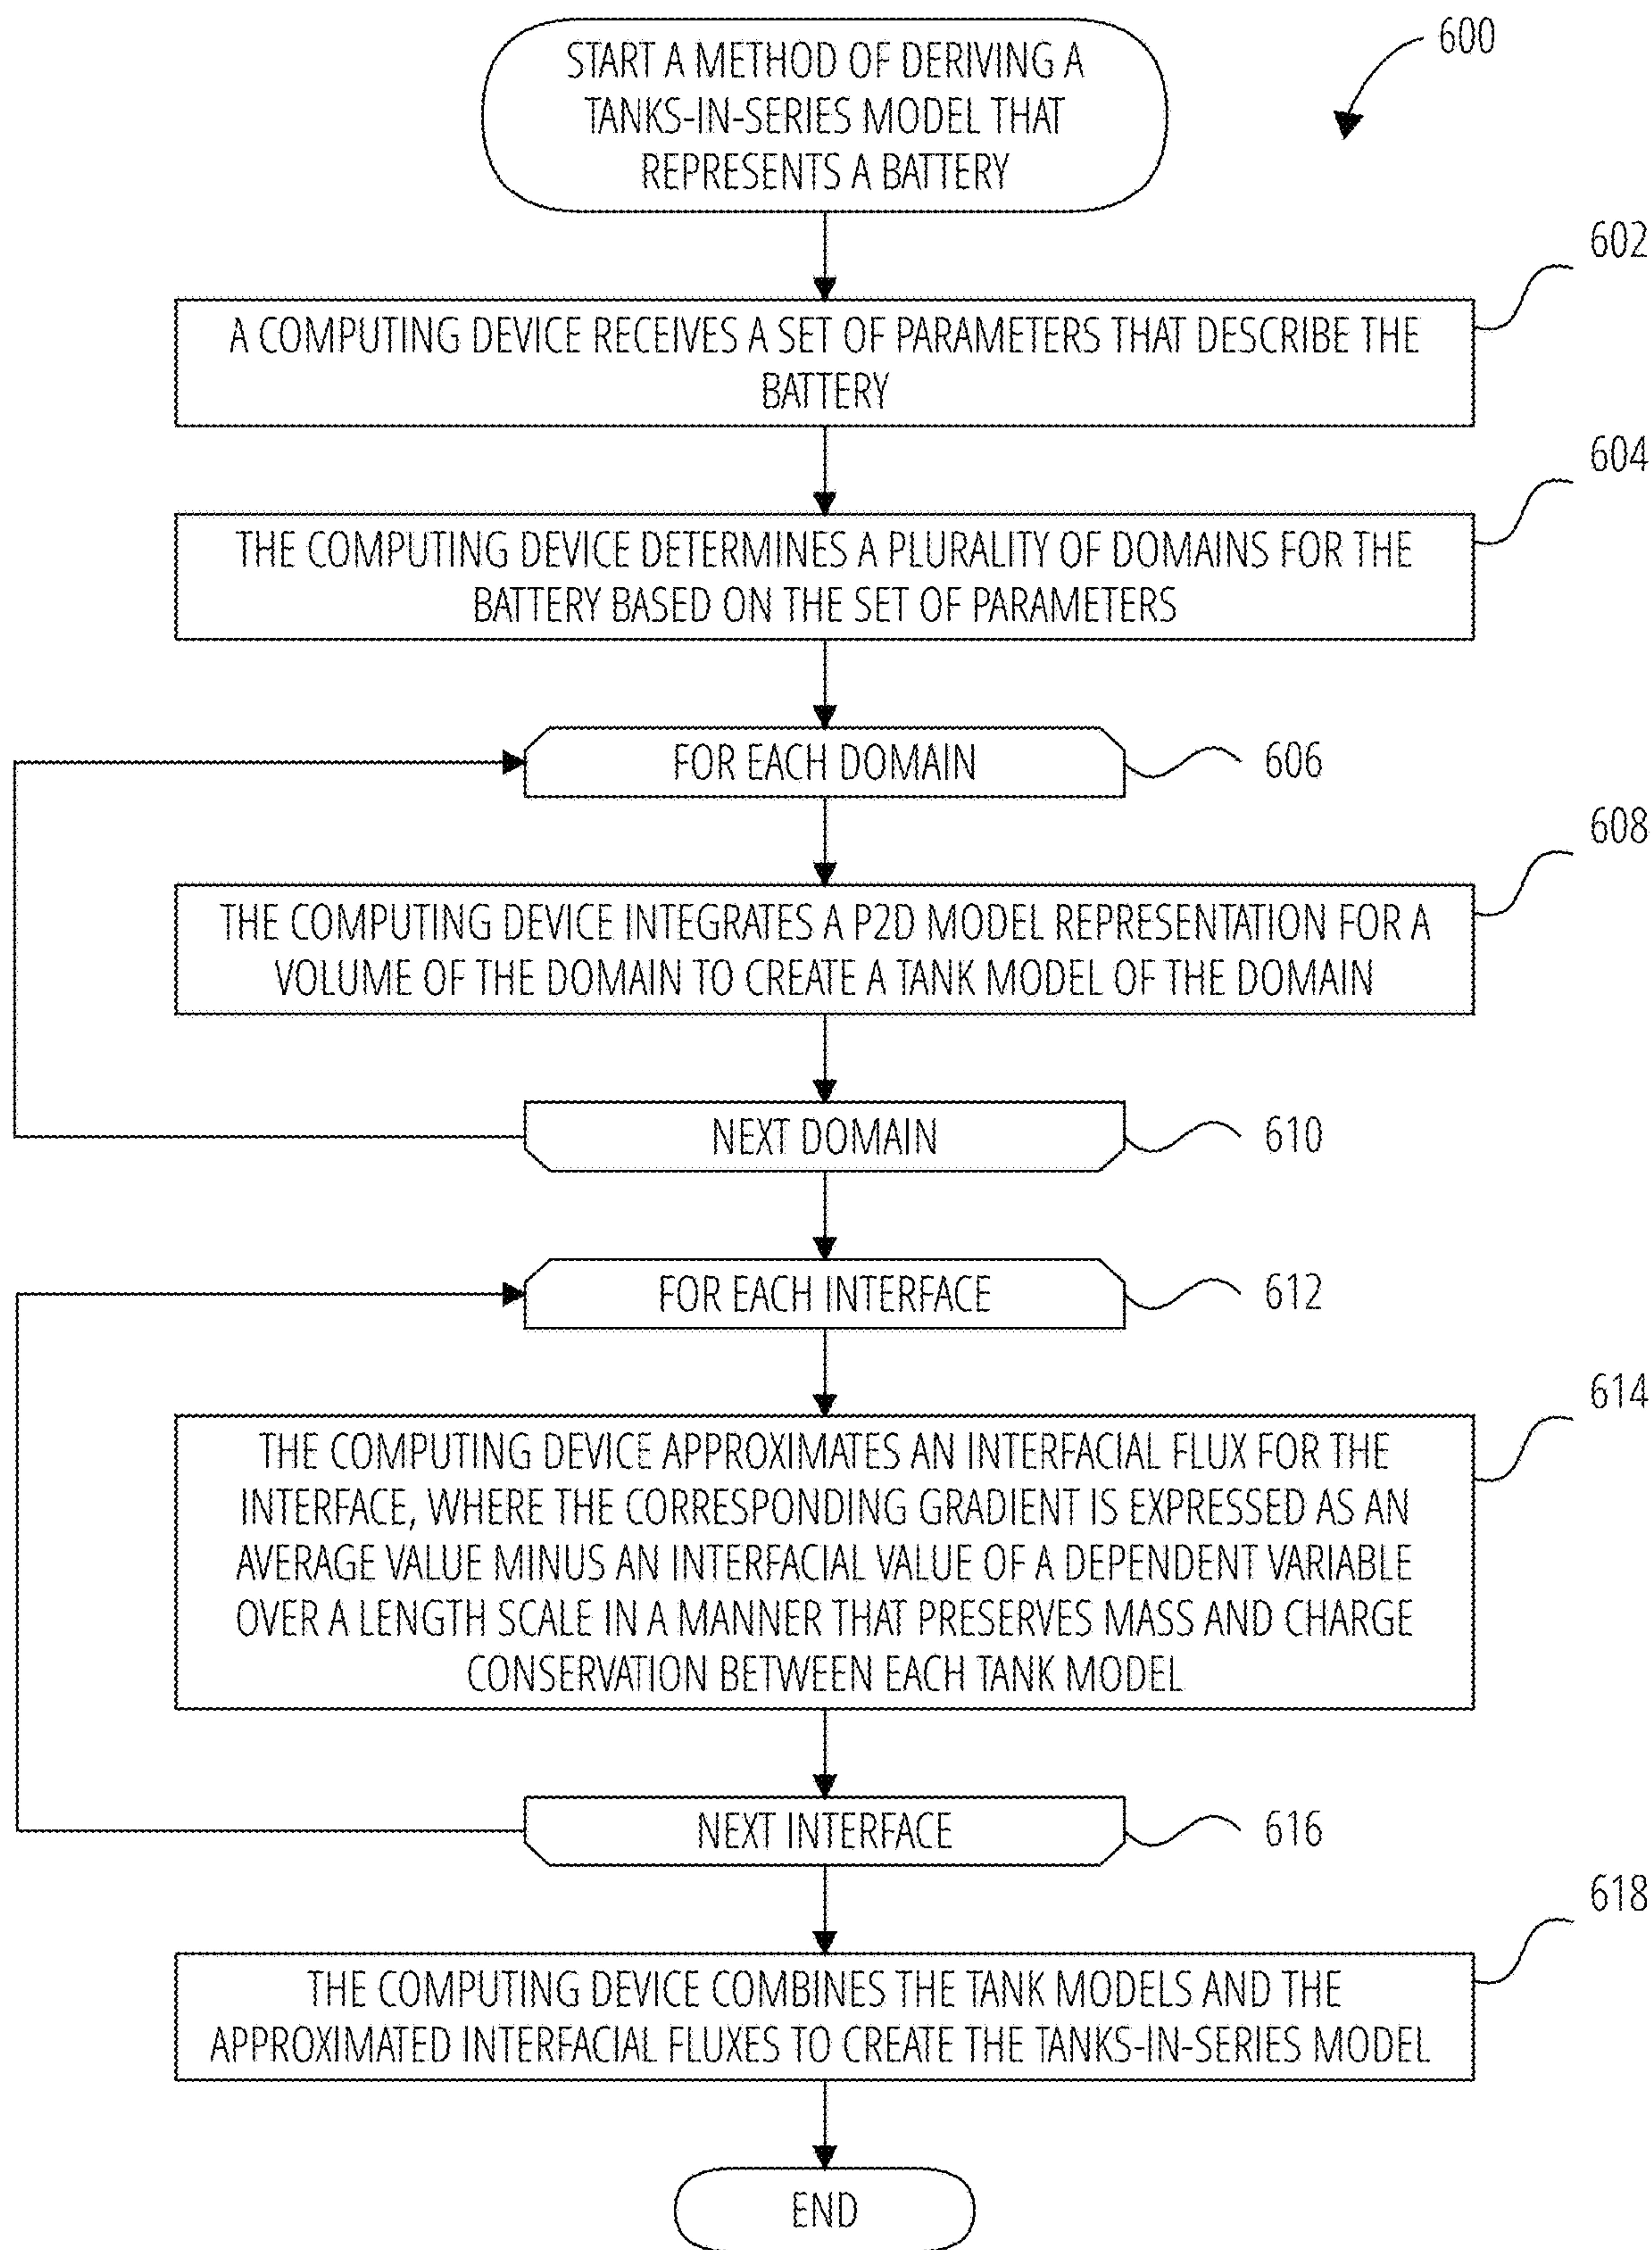 600
START A METHOD OF DERIVING A
TANKS-IN-SERIES MODEL THAT
REPRESENTS A BATTERY
602
A COMPUTING DEVICE RECEIVES A SET OF PARAMETERS THAT DESCRIBE THE
BATTERY
604
THE COMPUTING DEVICE DETERMINES A PLURALITY OF DOMAINS FOR THE
BATTERY BASED ON THE SET OF PARAMETERS
FOR EACH DOMAIN
606
608
THE COMPUTING DEVICE INTEGRATES A P2D MODEL REPRESENTATION FOR A
VOLUME OF THE DOMAIN TO CREATE A TANK MODEL OF THE DOMAIN
NEXT DOMAIN
610
FOR EACH INTERFACE
612
614
THE COMPUTING DEVICE APPROXIMATES AN INTERFACIAL FLUX FOR THE
INTERFACE, WHERE THE CORRESPONDING GRADIENT IS EXPRESSED AS AN
AVERAGE VALUE MINUS AN INTERFACIAL VALUE OF A DEPENDENT VARIABLE
OVER A LENGTH SCALE IN A MANNER THAT PRESERVES MASS AND CHARGE
CONSERVATION BETWEEN EACH TANK MODEL
NEXT INTERFACE
616
618
THE COMPUTING DEVICE COMBINES THE TANK MODELS AND THE
APPROXIMATED INTERFACIAL FLUXES TO CREATE THE TANKS-IN-SERIES MODEL
END